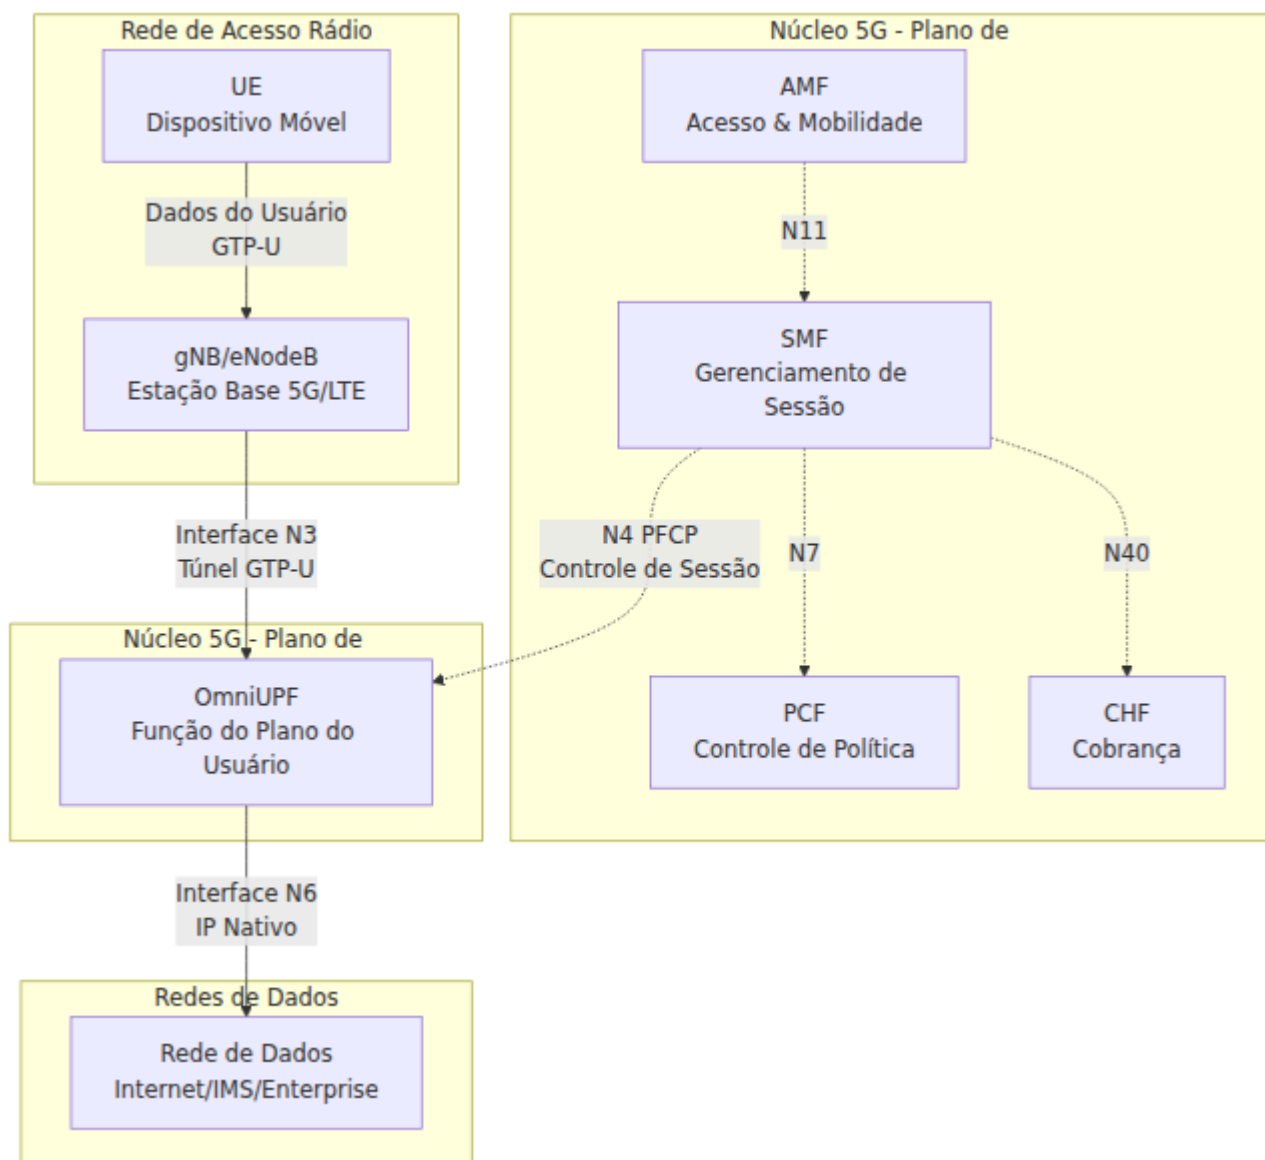 Rede de Acesso Rádio
UE
Dispositivo Móvel
Dados do Usuário
GTP-U
gNB/eNodeB
Estação Base 5G/LTE
Interface N3
Túnel GTP-U
Núcleo 5G - Plano de
OmniUPF
Função do Plano do
Usuário
Interface N6
IP Nativo
Redes de Dados
Rede de Dados
Internet/IMS/Enterprise
Núcleo 5G - Plano de
AMF
Acesso & Mobilidade
N11
SMF
Gerenciamento de
Sessão
N4 PFCP
Controle de Sessão
N7
N40
PCF
Controle de Política
CHF
Cobrança